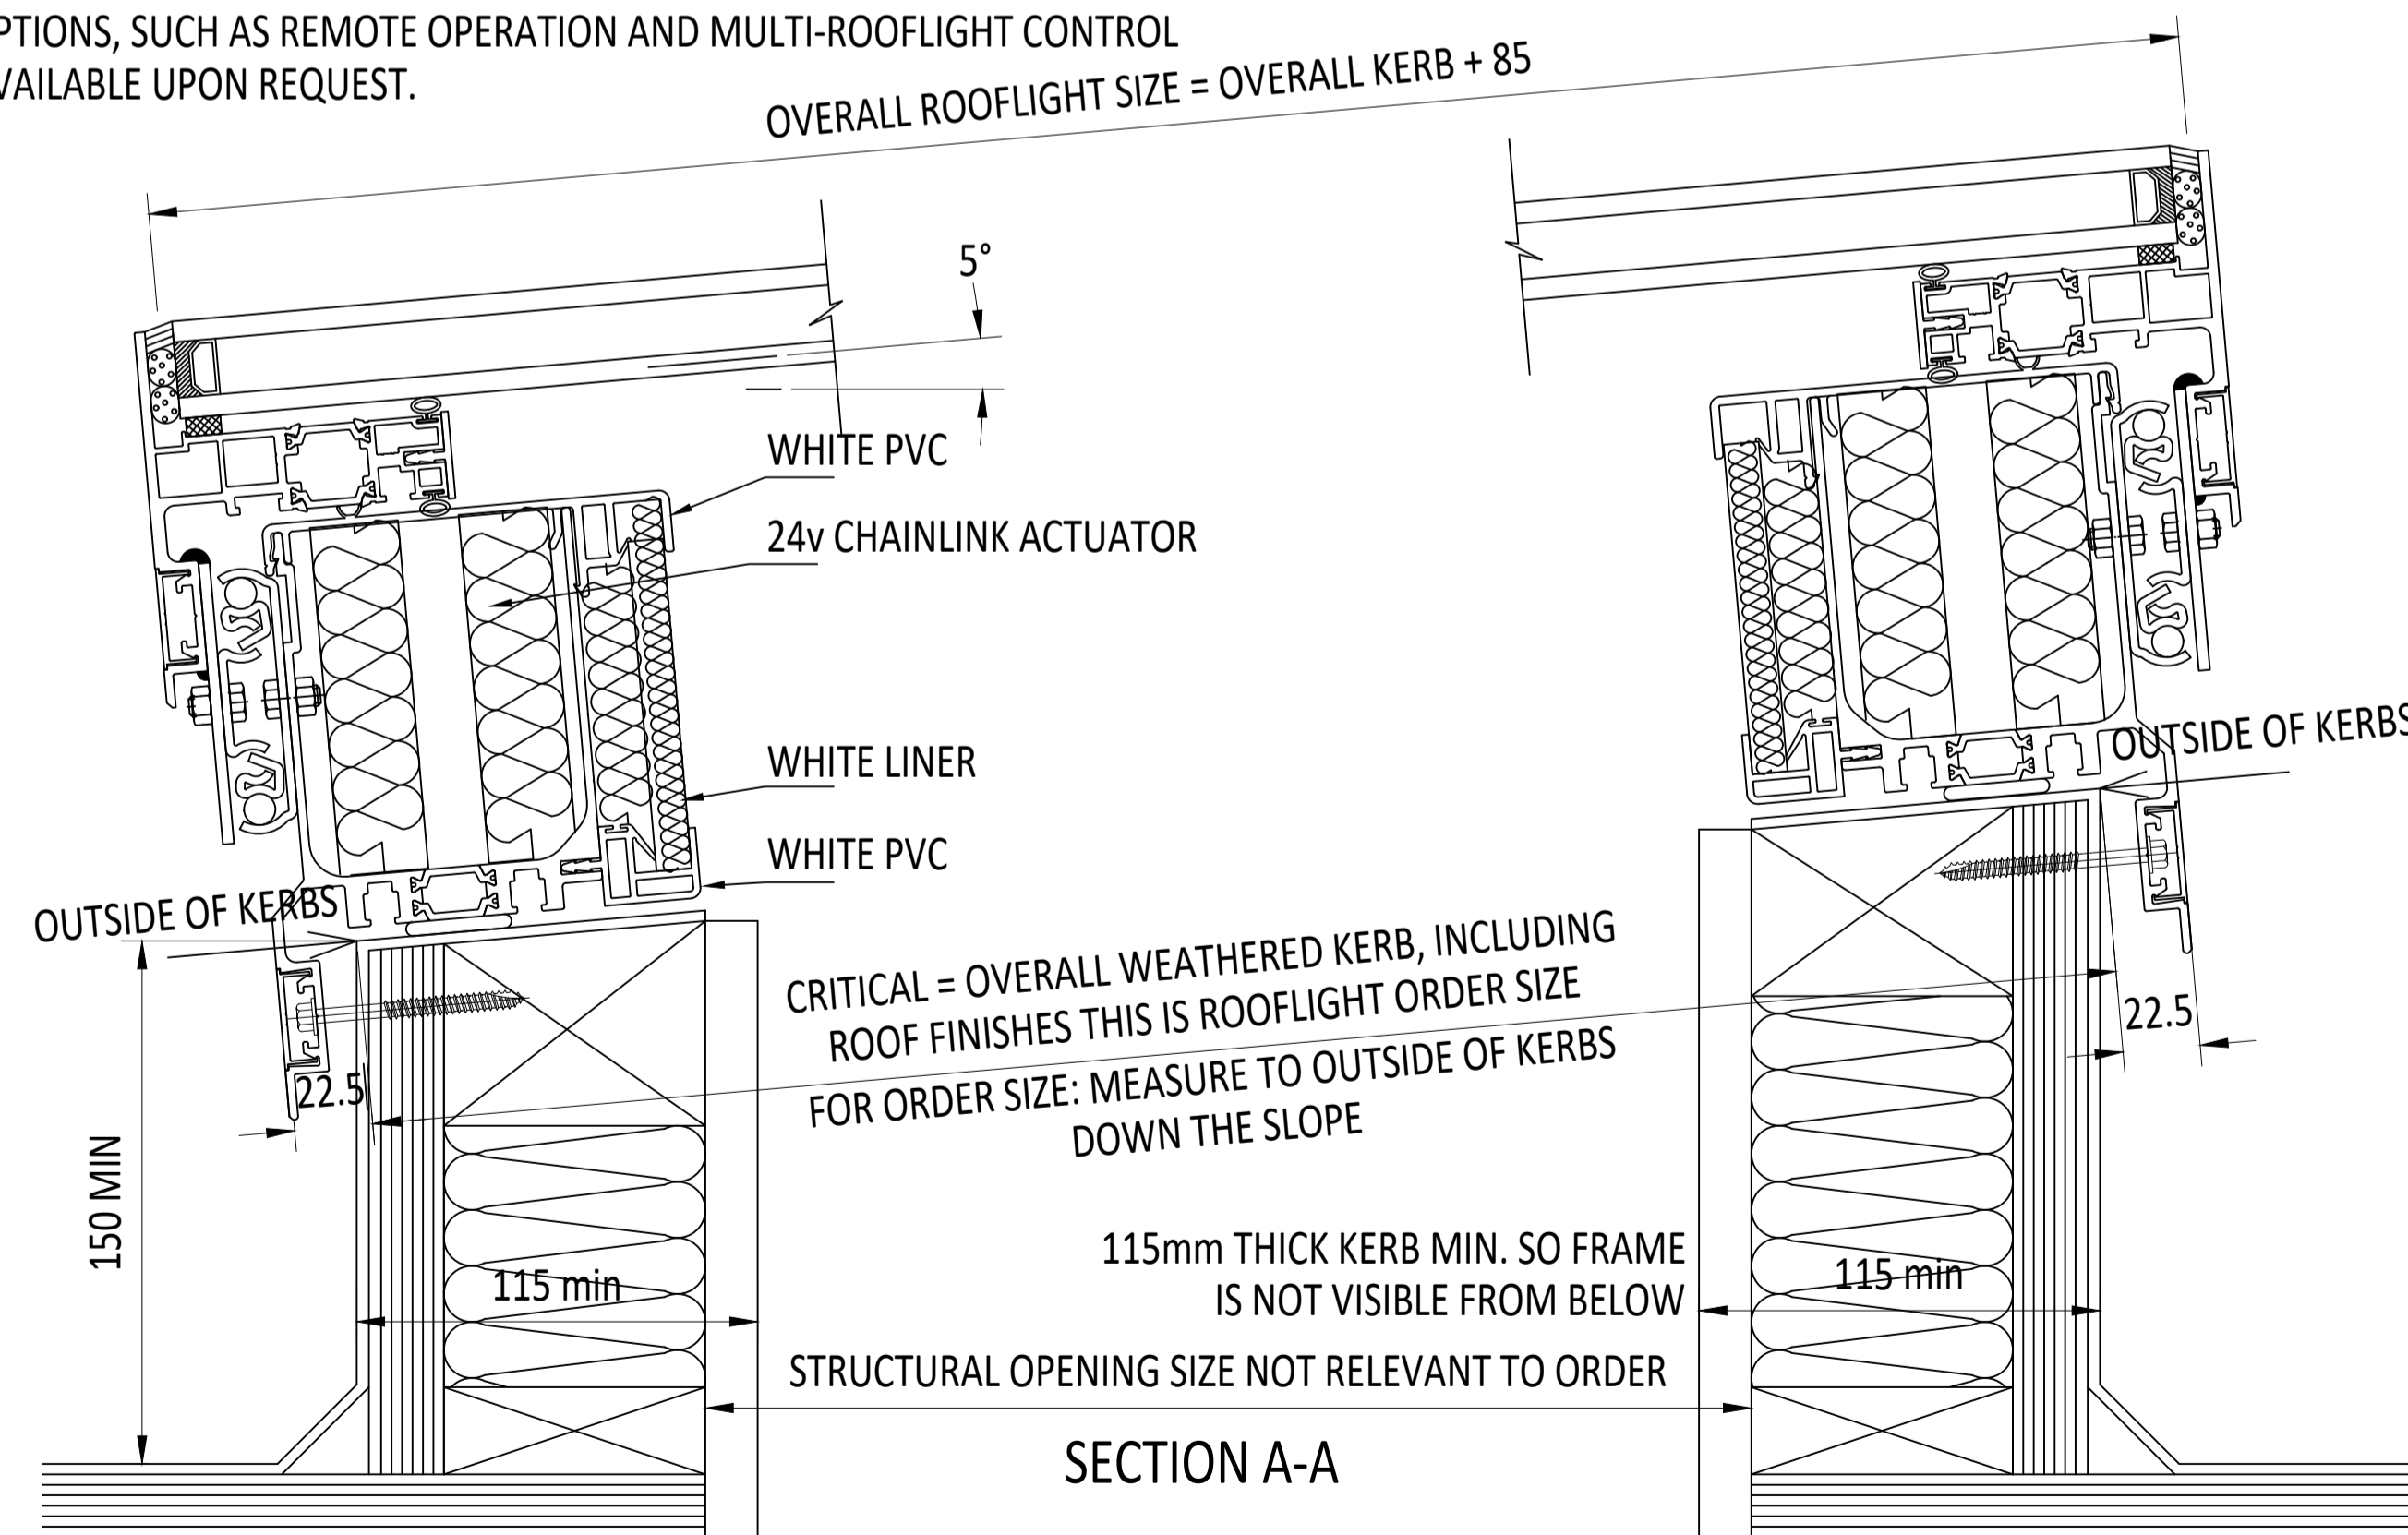 PTIONS, SUCH AS REMOTE OPERATION AND MULTI-ROOFLIGHT CONTROL
VAILABLE UPON REQUEST.
OVERALL ROOFLIGHT SIZE = OVERALL KERB + 85
5°
WHITE PVC
24v CHAINLINK ACTUATOR
WHITE LINER
WHITE PVC
OUTSIDE OF KERBS
OUTSIDE OF KERBS
CRITICAL = OVERALL WEATHERED KERB, INCLUDING
ROOF FINISHES THIS IS ROOFLIGHT ORDER SIZE
FOR ORDER SIZE: MEASURE TO OUTSIDE OF KERBS
DOWN THE SLOPE
22.5
22.5
150 MIN
115 min
115mm THICK KERB MIN. SO FRAME
IS NOT VISIBLE FROM BELOW
115 min
STRUCTURAL OPENING SIZE NOT RELEVANT TO ORDER
SECTION A-A